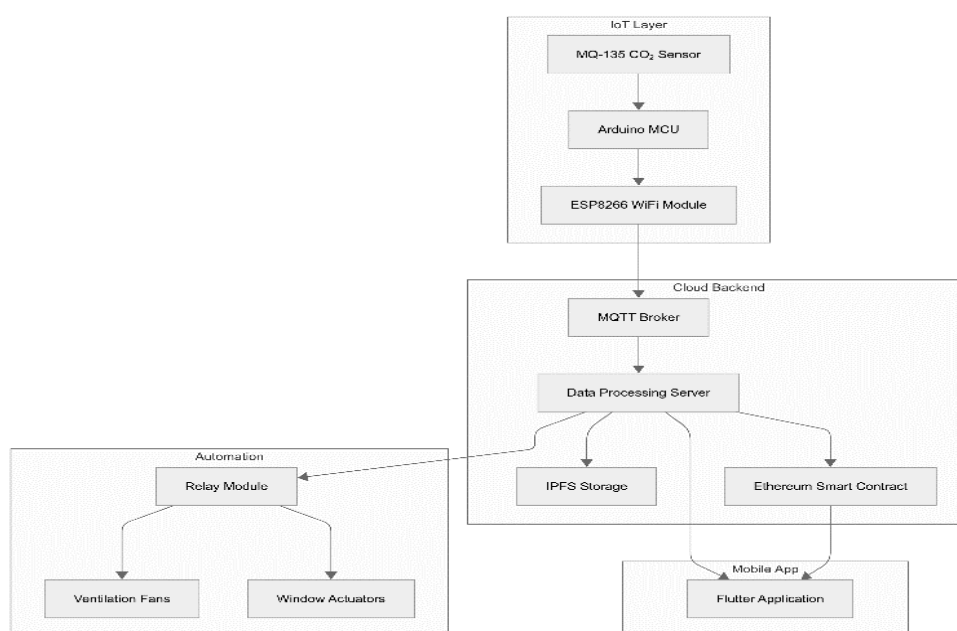 IoT Layer
MQ-135 CO₂ Sensor
Arduino MCU
ESP8266 WiFi Module
Cloud Backend
MQTT Broker
Data Processing Server
Automation
Relay Module
IPFS Storage
Ethereum Smart Contract
Mobile App
Ventilation Fans
Window Actuators
Flutter Application